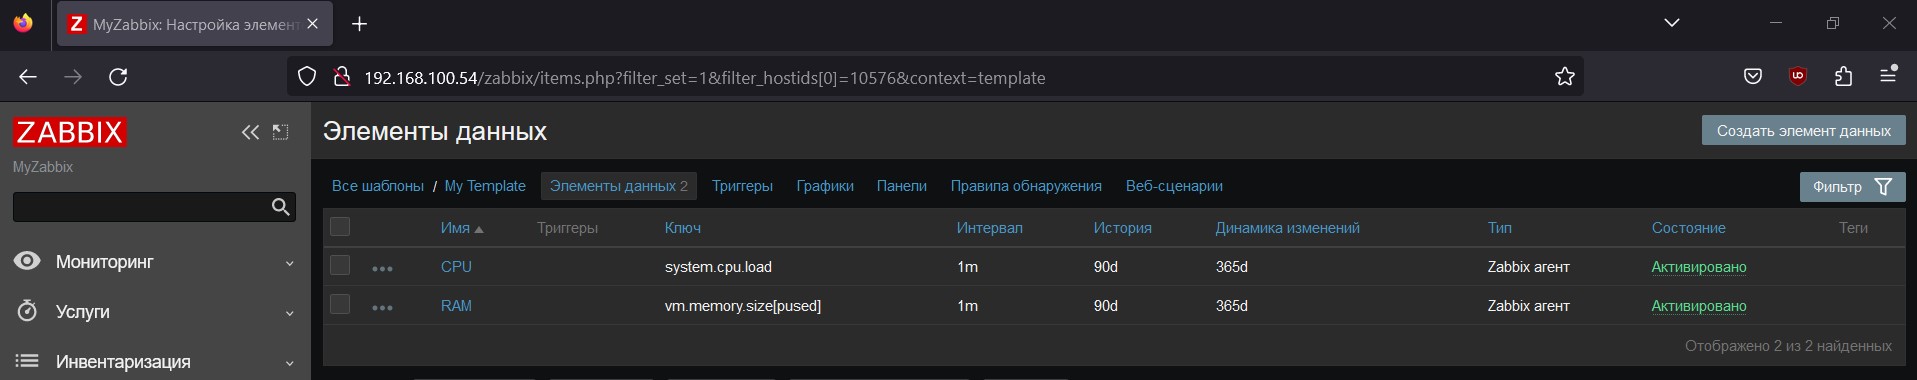 MyZabbix: Настройка элемент
192.168.100.54/zabbix/items.php?filter_set=1&filter_hostids[0]=10576&context=template
ZABBIX
MyZabbix
Мониторинг
Услуги
Инвентаризация
Элементы данных
Создать элемент данных
Все шаблоны / My Template Элементы данных 2 Триггеры Графики Панели Правила обнаружения Веб-сценарии
Фильтр
Имя Триггеры Ключ Интервал История Динамика изменений Тип Состояние Теги
CPU system.cpu.load 1m 90d 365d Zabbix агент Активировано
RAM vm.memory.size[pused] 1m 90d 365d Zabbix агент Активировано
Отображено 2 из 2 найденных